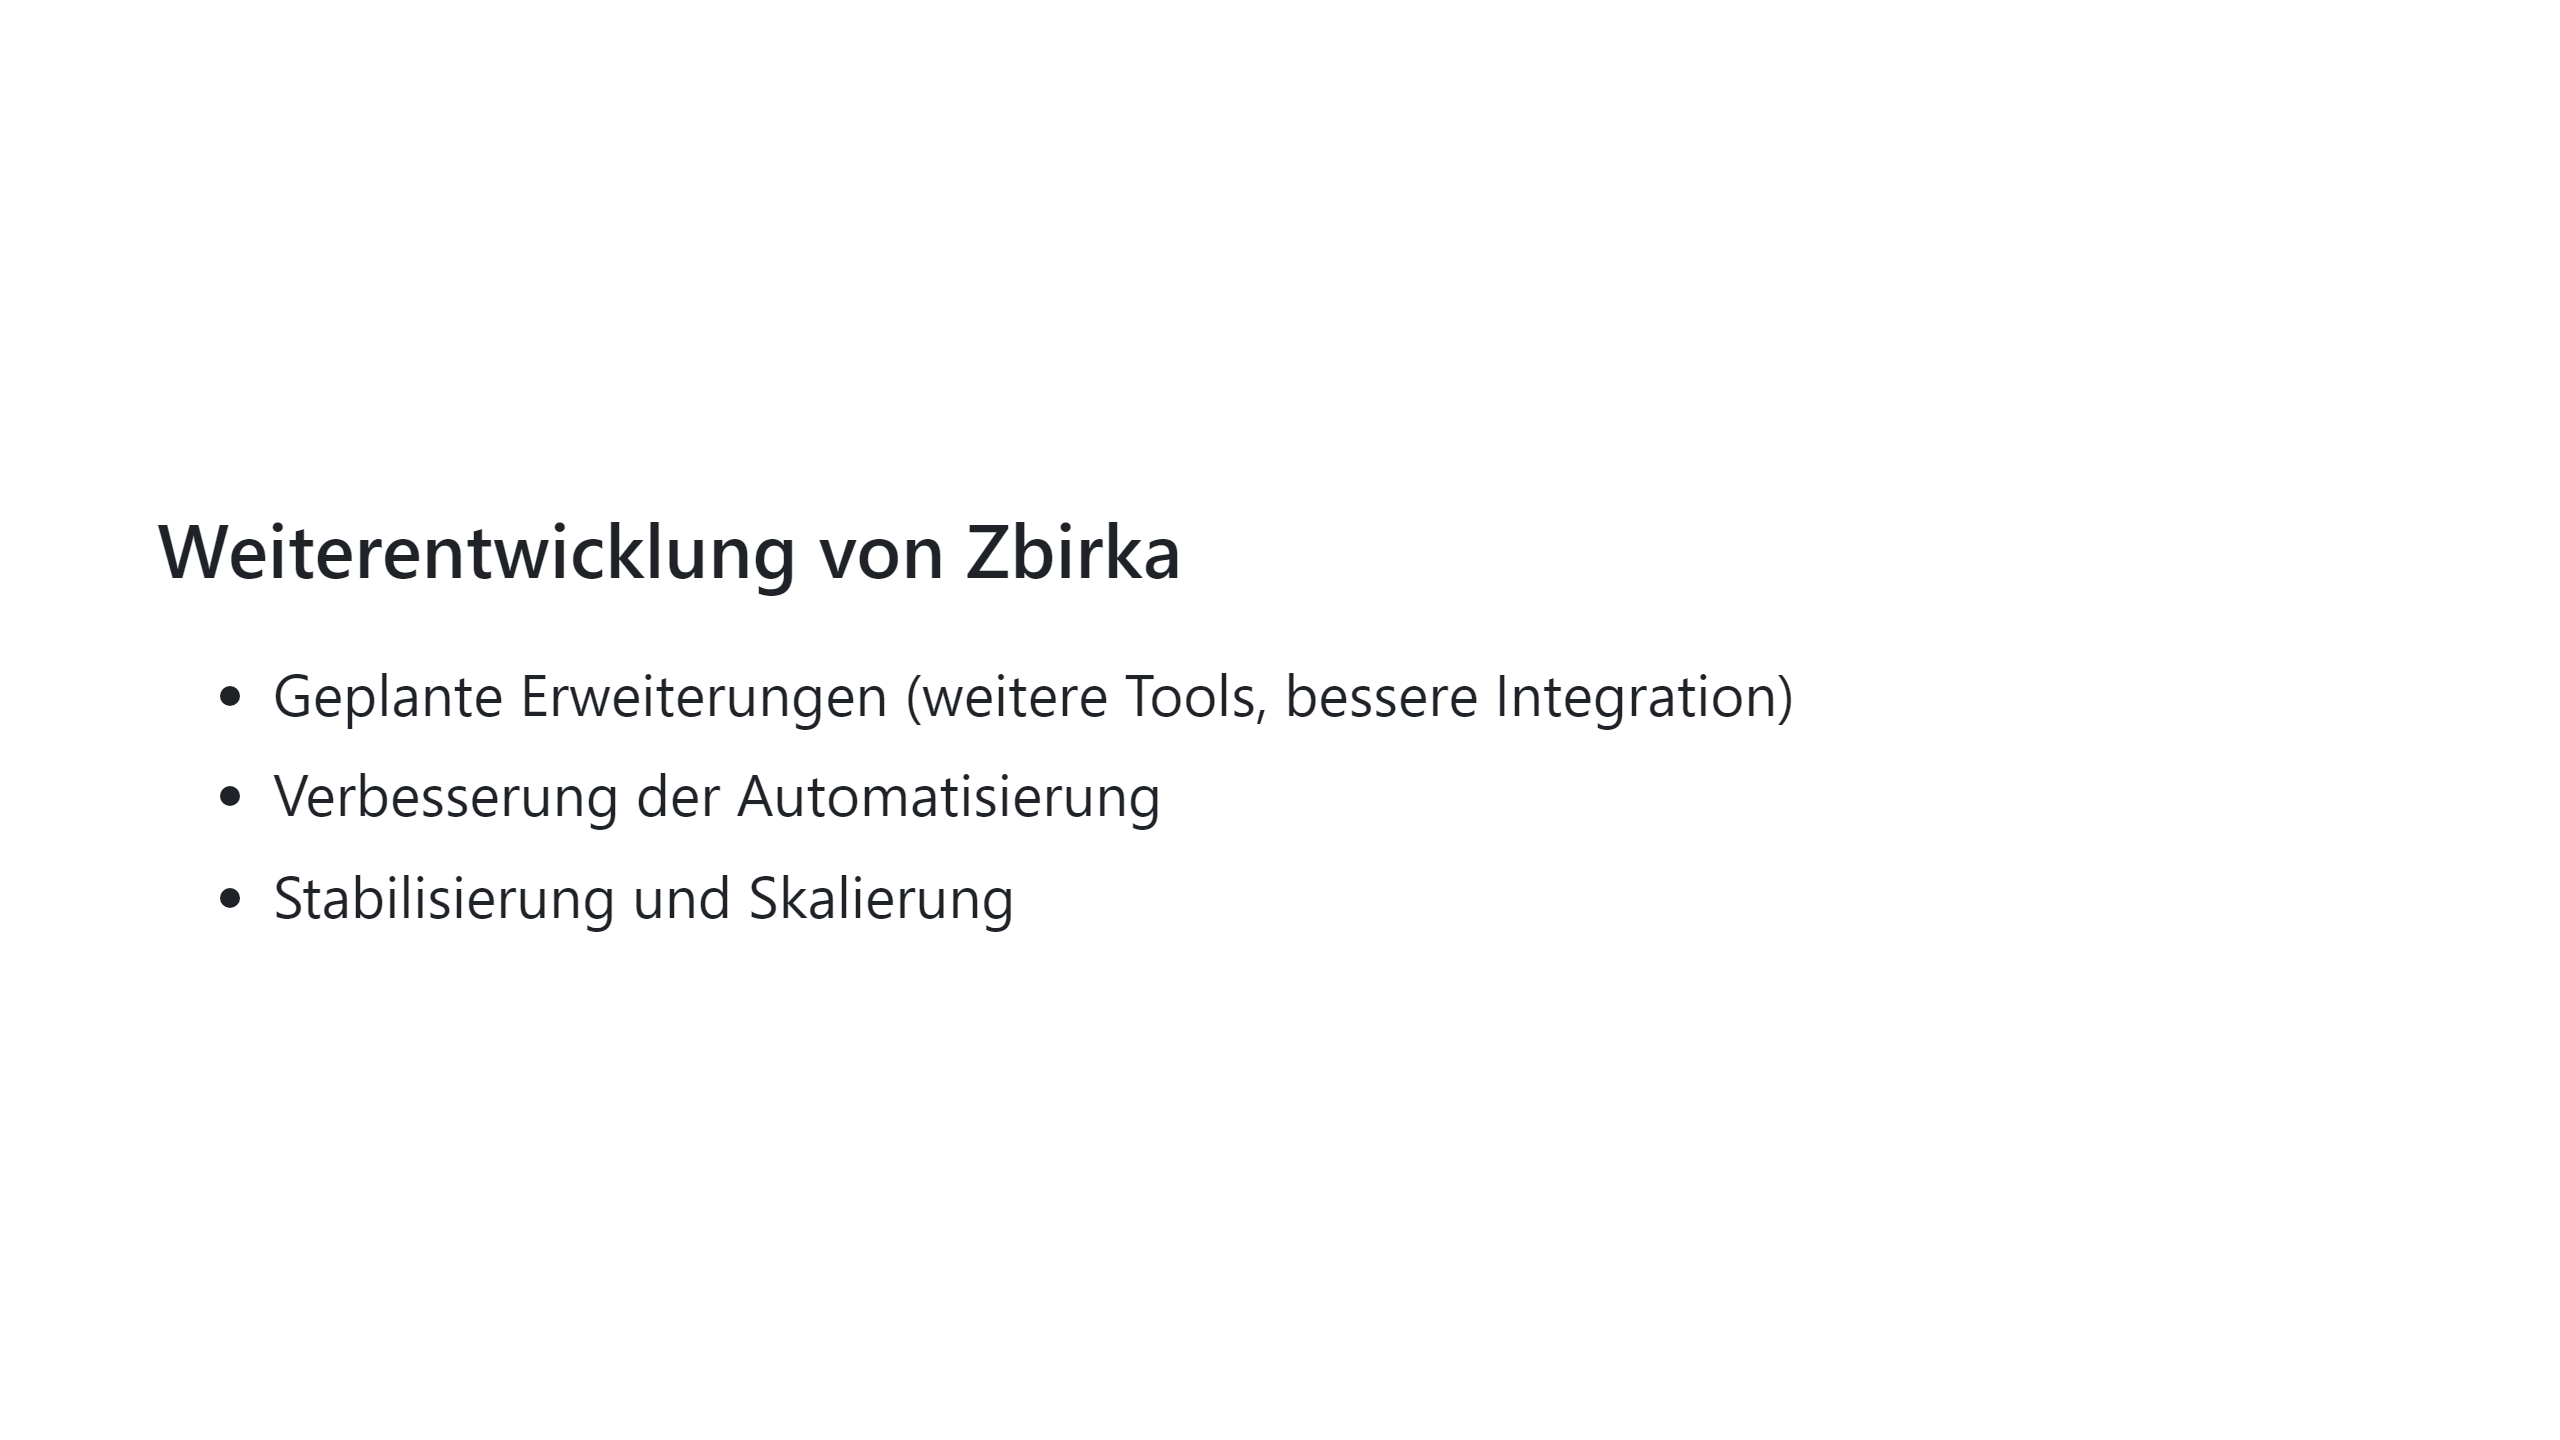 Weiterentwicklung von Zbirka
• Geplante Erweiterungen (weitere Tools, bessere Integration)
• Verbesserung der Automatisierung
• Stabilisierung und Skalierung